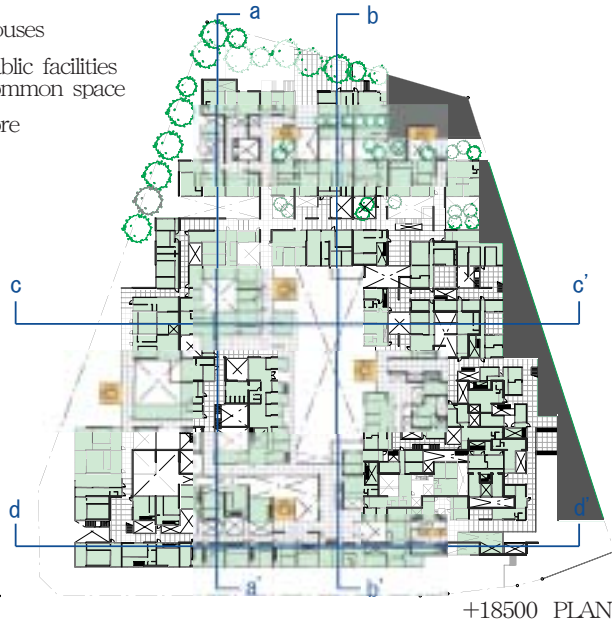 a
b
ouses
blic facilities
ommon space
ore
c
c’
d
d’
a’
b’
+18500 PLAN